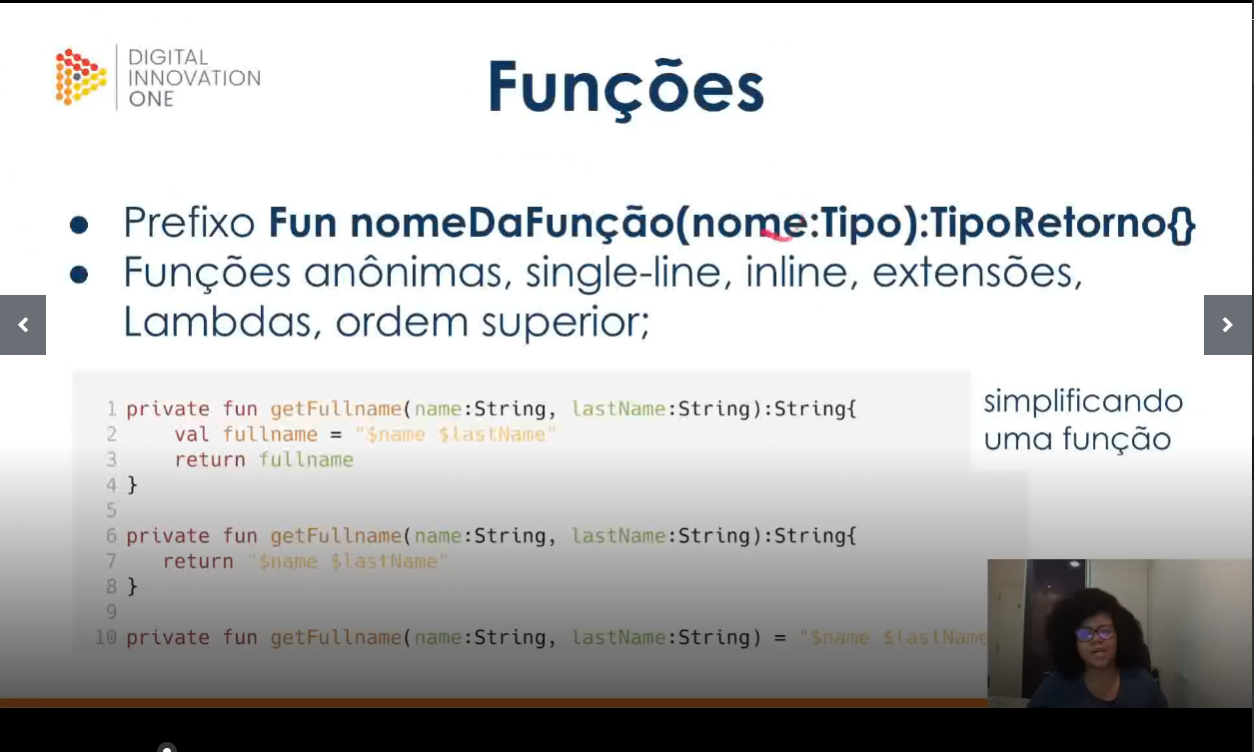 DIGITAL
INNOVATION
ONE
Funções
● Prefixo Fun nomeDaFunção(nome:Tipo):TipoRetorno{}
● Funções anônimas, single-line, inline, extensões,
Lambdas, ordem superior;
simplificando
uma função
1 private fun getFullname(name:String, lastName:String):String{
2     val fullname = "$name $lastName"
3     return fullname
4 }
5
6 private fun getFullname(name:String, lastName:String):String{
7    return "$name $lastName"
8 }
9
10 private fun getFullname(name:String, lastName:String) = "$name $lastName